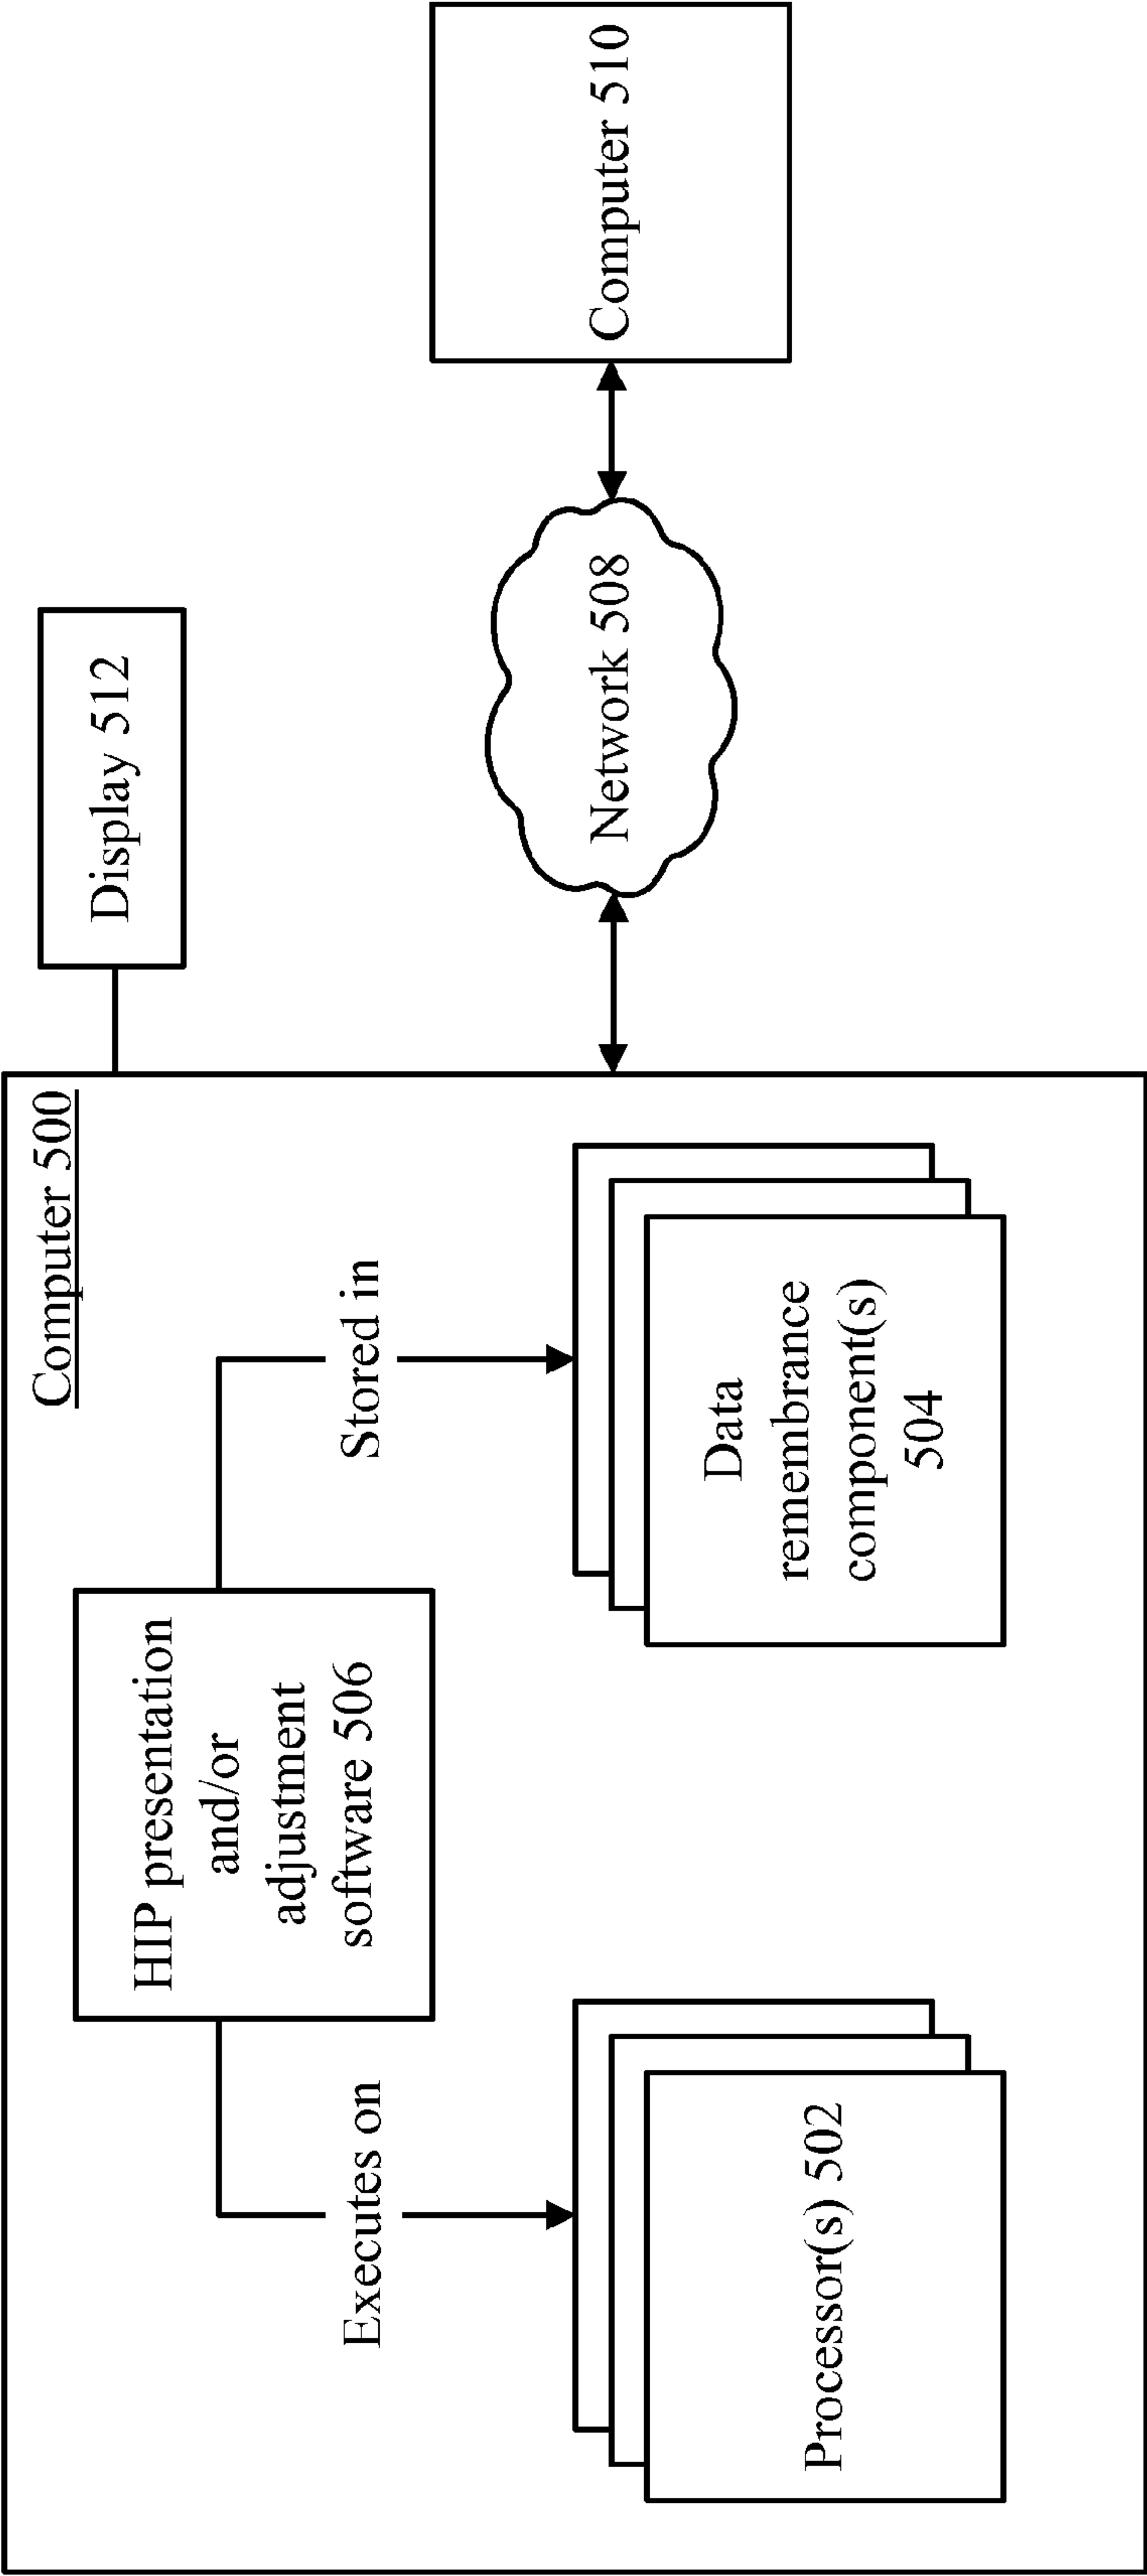 Computer 500
Display 512
HIP presentation
and/or
adjustment
software 506
Executes on
Stored in
Processor(s) 502
Data
remembrance
component(s)
504
Network 508
Computer 510